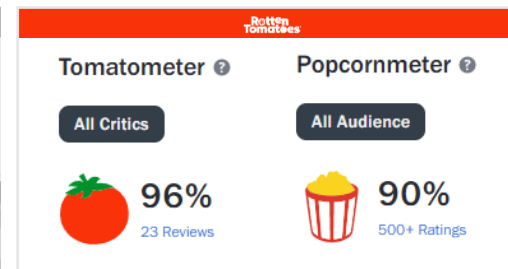 Rotten
Tomatoes
Tomatometer ?
Popcornmeter ?
All Critics
All Audience
96%
23 Reviews
90%
500+ Ratings